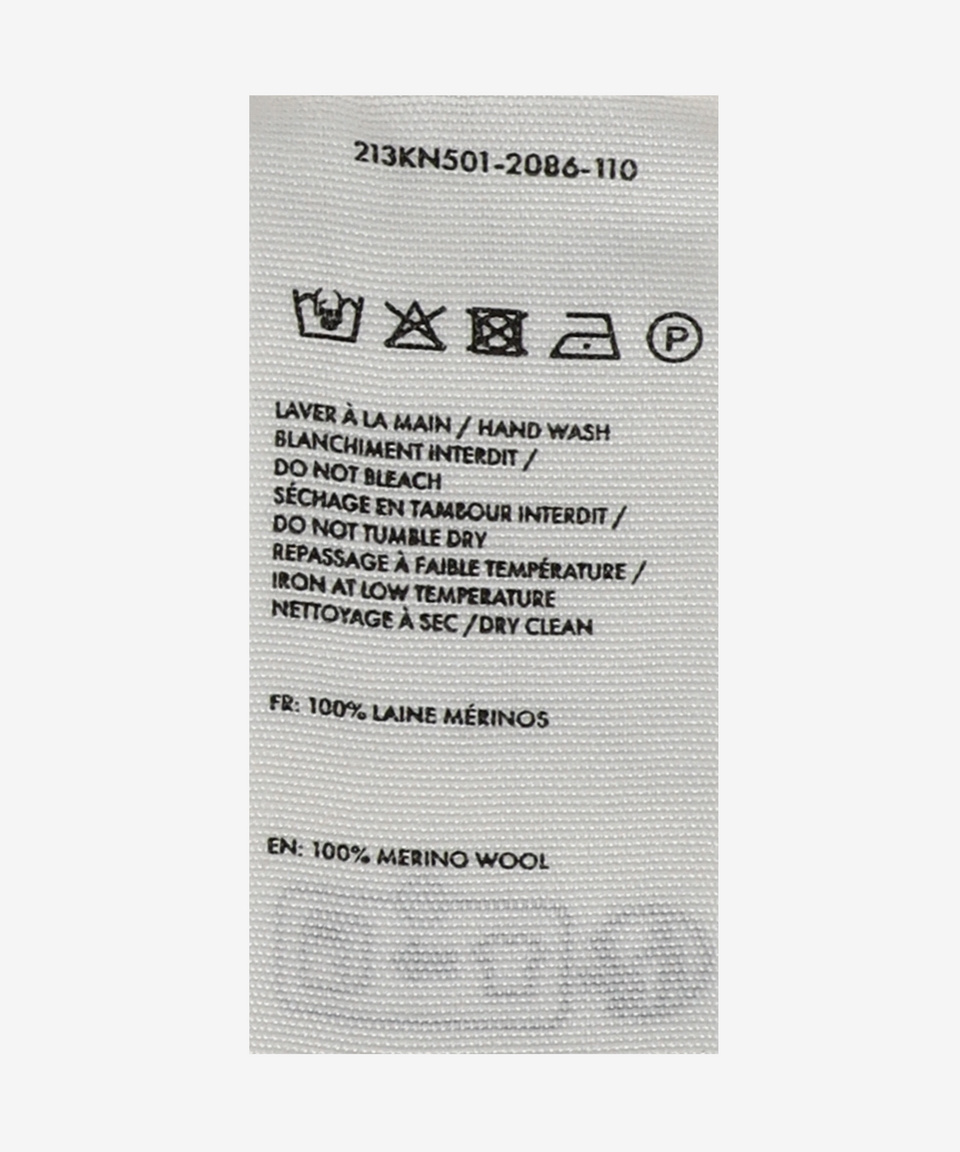 213KN501-2086-110
P
LAVER À LA MAIN / HAND WASH
BLANCHIMENT INTERDIT /
DO NOT BLEACH
SÉCHAGE EN TAMBOUR INTERDIT /
DO NOT TUMBLE DRY
REPASSAGE À FAIBLE TEMPÉRATURE /
IRON AT LOW TEMPERATURE
NETTOYAGE À SEC /DRY CLEAN
FR: 100% LAINE MÉRINOS
EN: 100% MERINO WOOL